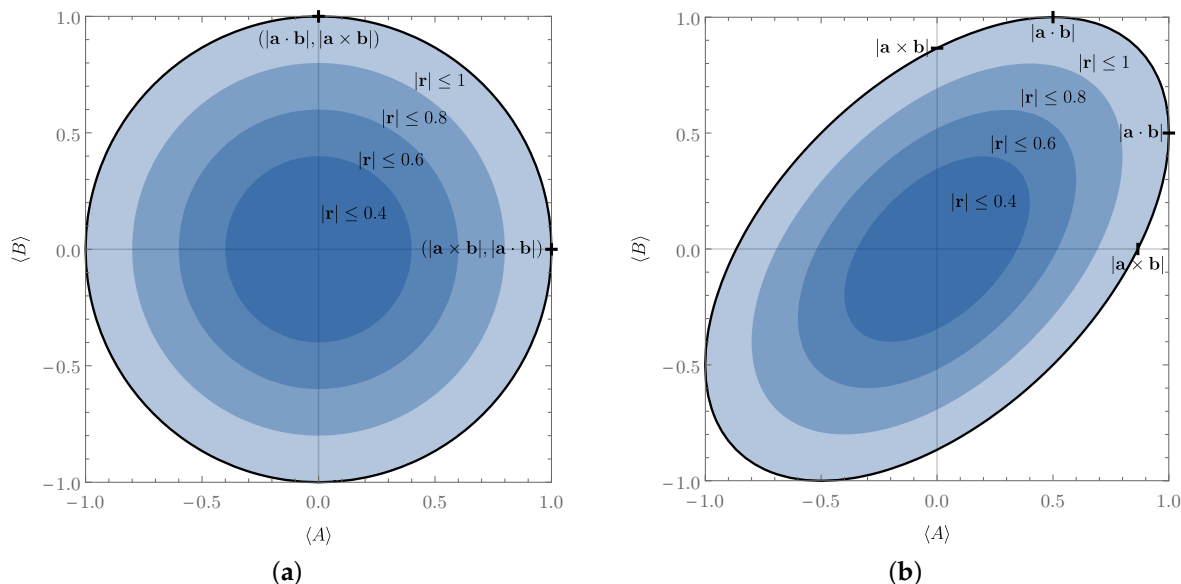 1.0
0.5
0.0
−0.5
−1.0
−1.0
−0.5
0.0
0.5
1.0
⟨B⟩
⟨A⟩
(|a · b|, |a × b|)
|r| ≤ 1
|r| ≤ 0.8
|r| ≤ 0.6
|r| ≤ 0.4
(|a × b|, |a · b|)
(a)
1.0
0.5
0.0
−0.5
−1.0
−1.0
−0.5
0.0
0.5
1.0
⟨B⟩
⟨A⟩
|a · b|
|a × b|
|r| ≤ 1
|r| ≤ 0.8
|a · b|
|r| ≤ 0.6
|r| ≤ 0.4
|a × b|
(b)